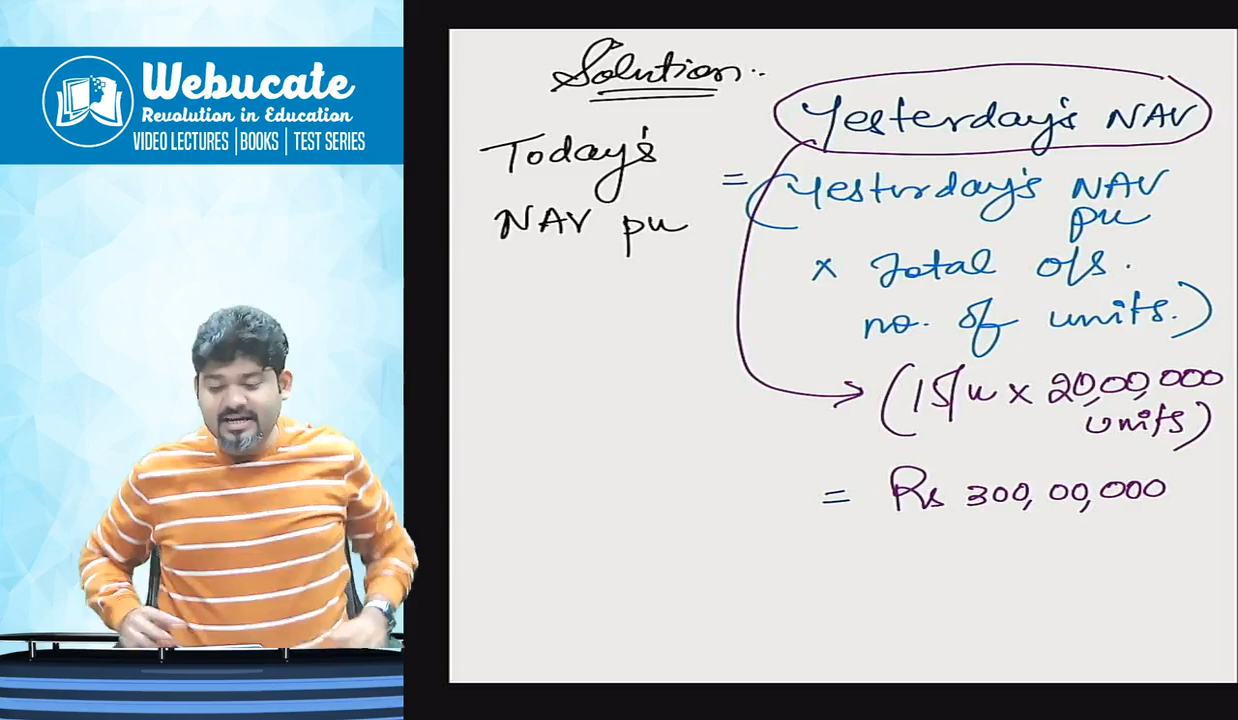 Webucate
Revolution in Education
VIDEO LECTURES | BOOKS | TEST SERIES
Solution..
Yesterday's NAV
Today's
NAV pu
= (Yesterday's NAV
pu
x Total o/s.
no. of units.)
(15/u x 20,00,000
units)
= Rs 300,00,000